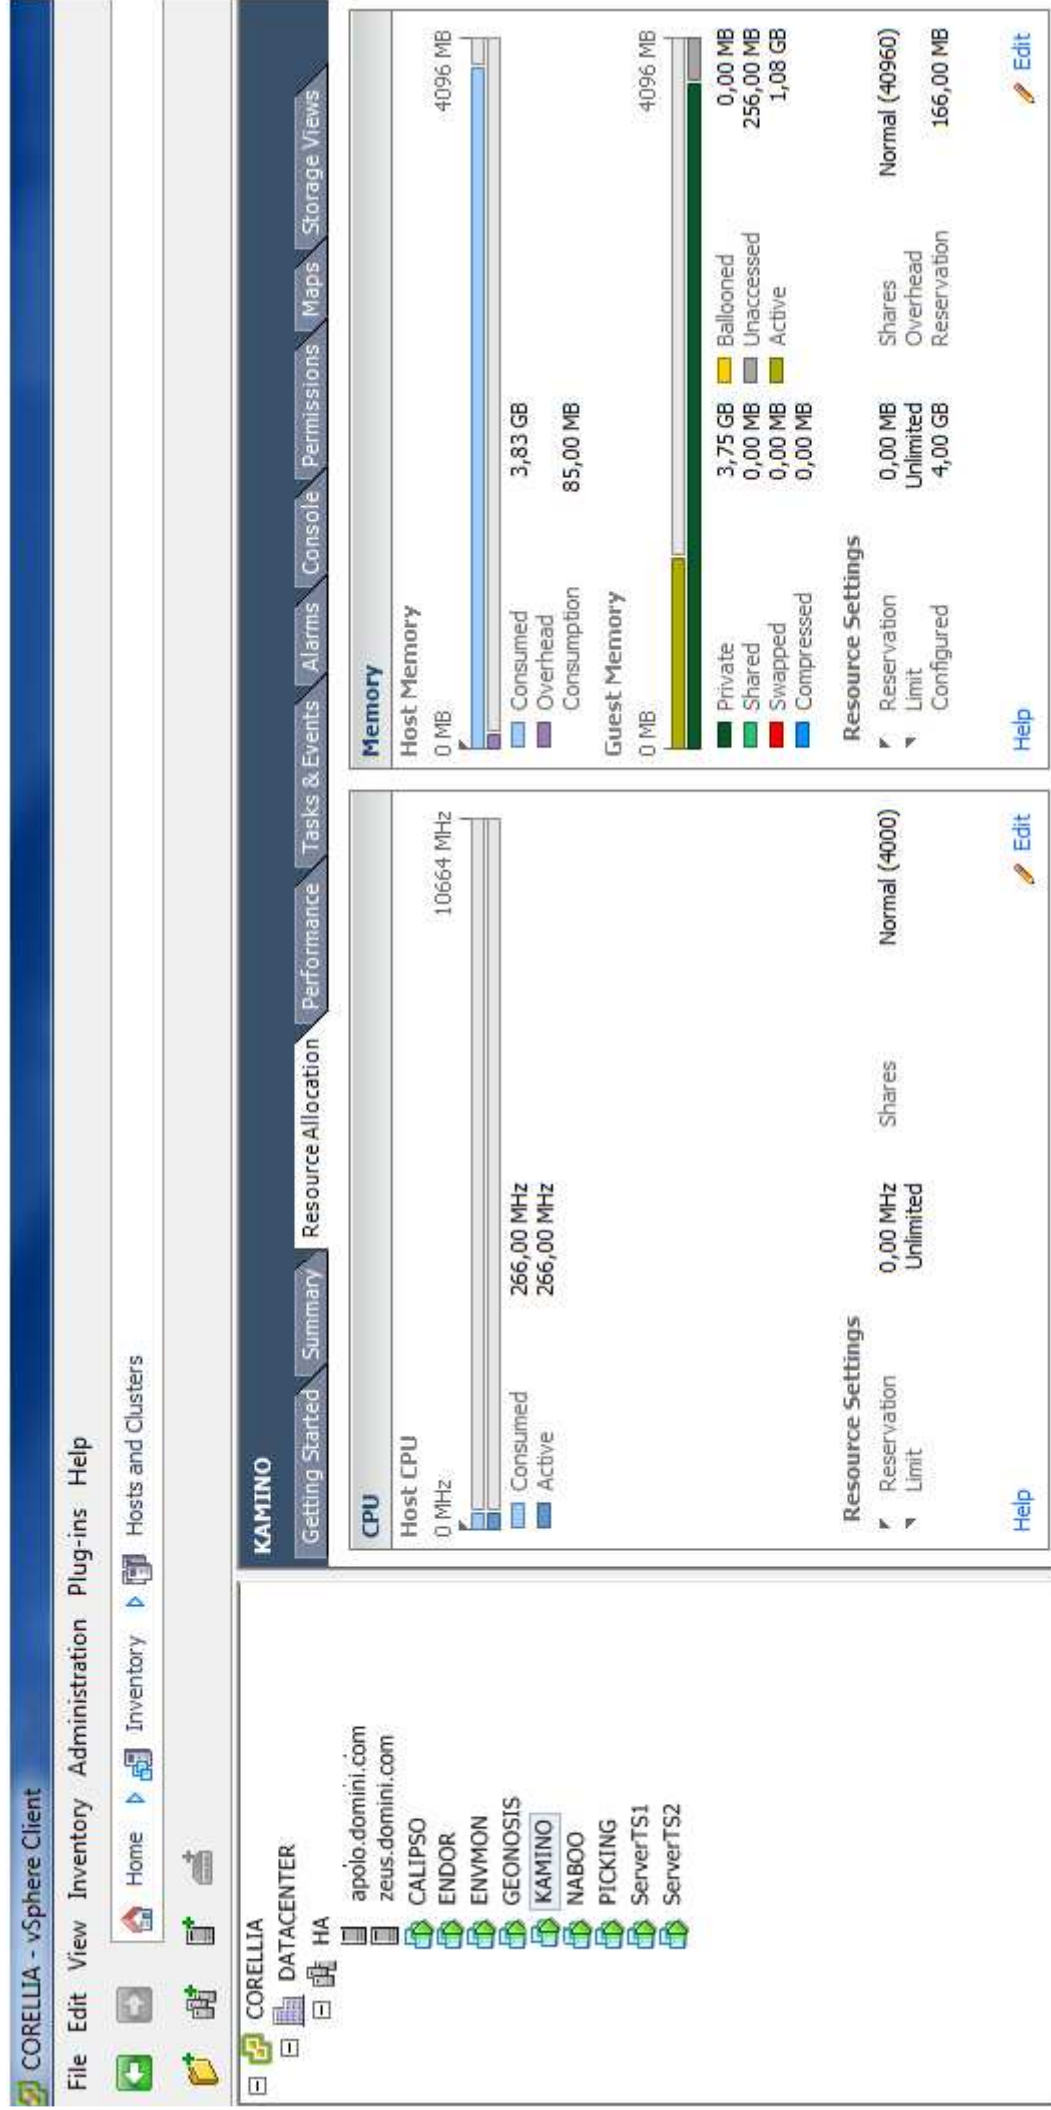 CORELLIA - vSphere Client
File Edit View Inventory Administration Plug-ins Help
Home Inventory Hosts and Clusters
CORELLIA
DATACENTER
HA
apolo.domini.com
zeus.domini.com
CALIPSO
ENDOR
ENVMON
GEONOSIS
KAMINO
NABOO
PICKING
ServerTS1
ServerTS2
KAMINO
Getting Started Summary Resource Allocation Performance Tasks & Events Alarms Console Permissions Maps Storage Views
CPU
Host CPU
0 MHz 10664 MHz
Consumed 266,00 MHz
Active 266,00 MHz
Resource Settings
Reservation 0,00 MHz Shares Normal (4000)
Limit Unlimited
Help Edit
Memory
Host Memory
0 MB 4096 MB
Consumed 3,83 GB
Overhead
Consumption 85,00 MB
Guest Memory
0 MB 4096 MB
Private 3,75 GB Ballooned 0,00 MB
Shared 0,00 MB Unaccessed 256,00 MB
Swapped 0,00 MB Active 1,08 GB
Compressed 0,00 MB
Resource Settings
Reservation 0,00 MB Shares Normal (40960)
Limit Unlimited Overhead
Configured 4,00 GB Reservation 166,00 MB
Help Edit